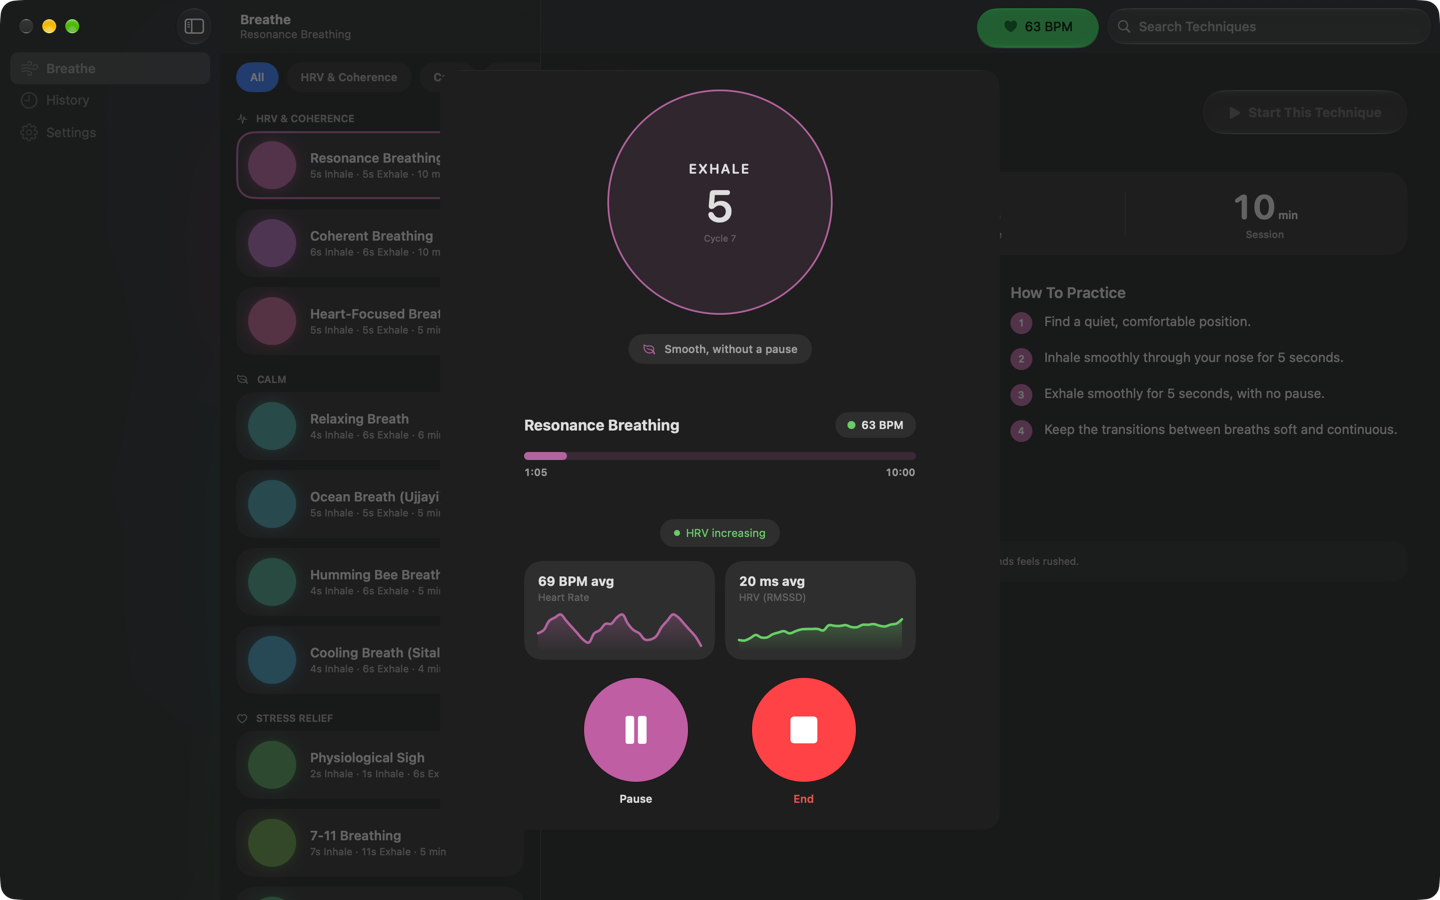 Breathe
Resonance Breathing
63 BPM
Search Techniques
Breathe
History
Settings
All
HRV & Coherence
HRV & COHERENCE
Resonance Breathing
5s Inhale · 5s Exhale · 10 m
Coherent Breathing
6s Inhale · 6s Exhale · 10 m
Heart-Focused Breat
5s Inhale · 5s Exhale · 5 mi
CALM
Relaxing Breath
4s Inhale · 6s Exhale · 6 mi
Ocean Breath (Ujjayi
5s Inhale · 5s Exhale · 5 mi
Humming Bee Breath
4s Inhale · 6s Exhale · 5 mi
Cooling Breath (Sital
4s Inhale · 6s Exhale · 4 mi
STRESS RELIEF
Physiological Sigh
2s Inhale · 1s Inhale · 6s Ex
7-11 Breathing
7s Inhale · 11s Exhale · 5 min
EXHALE
5
Cycle 7
Smooth, without a pause
Resonance Breathing
63 BPM
1:05
10:00
HRV increasing
69 BPM avg
Heart Rate
20 ms avg
HRV (RMSSD)
Pause
End
Start This Technique
10 min
Session
How To Practice
1 Find a quiet, comfortable position.
2 Inhale smoothly through your nose for 5 seconds.
3 Exhale smoothly for 5 seconds, with no pause.
4 Keep the transitions between breaths soft and continuous.
nds feels rushed.